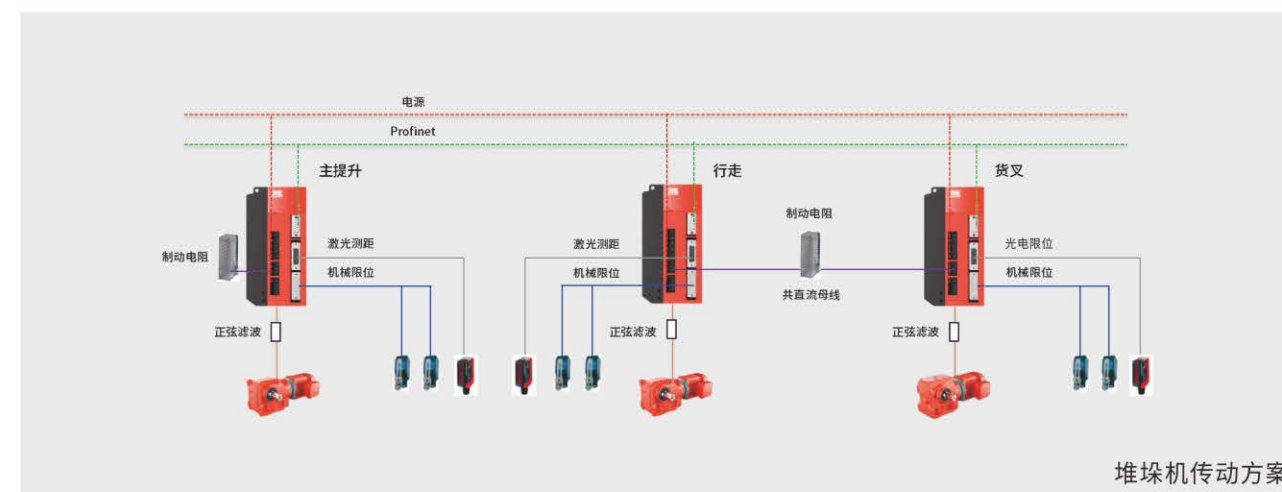 电源
Profinet
主提升
行走
货叉
制动电阻
激光测距
激光测距
光电限位
制动电阻
机械限位
机械限位
机械限位
共直流母线
正弦滤波
正弦滤波
正弦滤波
堆垛机传动方案